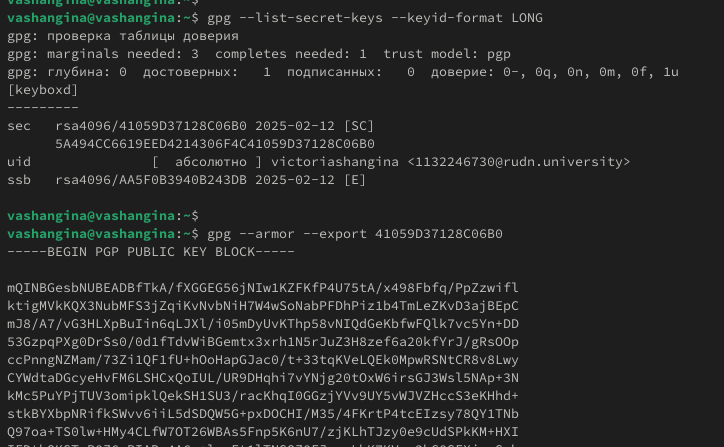 vashangina@vashangina:~$ gpg --list-secret-keys --keyid-format LONG
gpg: проверка таблицы доверия
gpg: marginals needed: 3  completes needed: 1  trust model: pgp
gpg: глубина: 0  достоверных:   1  подписанных:   0  доверие: 0-, 0q, 0n, 0m, 0f, 1u
[keyboxd]
---------
sec   rsa4096/41059D37128C06B0 2025-02-12 [SC]
      5A494CC6619EED4214306F4C41059D37128C06B0
uid               [  абсолютно ] victoriashangina <1132246730@rudn.university>
ssb   rsa4096/AA5F0B3940B243DB 2025-02-12 [E]
vashangina@vashangina:~$
vashangina@vashangina:~$ gpg --armor --export 41059D37128C06B0
-----BEGIN PGP PUBLIC KEY BLOCK-----
mQINBGesbNUBEADBfTkA/fXGGEG56jNIw1KZFKfP4U75tA/x498Fbfq/PpZzwifl
ktigMVkKQX3NubMFS3jZqiKvNvbNiH7W4wSoNabPFDhPiz1b4TmLeZKvD3ajBEpC
mJ8/A7/vG3HLXpBuIin6qLJXl/i05mDyUvKThp58vNIQdGeKbfwFQlk7vc5Yn+DD
53GzpqPXg0DrSs0/0d1fTdvWiBGemtx3xrh1N5rJuZ3H8zef6a20kfYrJ/gRsOOp
ccPnngNZMam/73Zi1QF1fU+hOoHapGJac0/t+33tqKVeLQEk0MpwRSNtCR8v8Lwy
CYWdtaDGcyeHvFM6LSHCxQoIUL/UR9DHqhi7vYNjg20tOxW6irsGJ3Wsl5NAp+3N
kMc5PuYPjTUV3omipklQekSH1SU3/racKhqI0GGzjYVv9UY5vWJVZHccS3eKHhd+
stkBYXbpNRifkSWvv6iiL5dSDQW5G+pxDOCHI/M35/4FKrtP4tcEIzsy78QY1TNb
Q97oa+TS0lw+HMy4CLfW7OT26WBAs5Fnp5K6nU7/zjKLhTJzy0e9cUdSPkKM+HXI